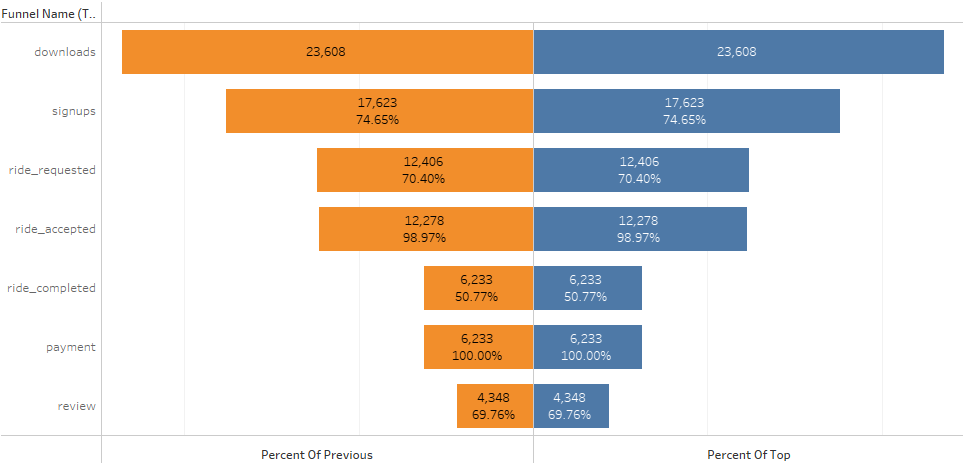 Funnel Name (T..
downloads
23,608
23,608
signups
17,623
74.65%
17,623
74.65%
ride_requested
12,406
70.40%
12,406
70.40%
ride_accepted
12,278
98.97%
12,278
98.97%
ride_completed
6,233
50.77%
6,233
50.77%
payment
6,233
100.00%
6,233
100.00%
review
4,348
69.76%
4,348
69.76%
Percent Of Previous
Percent Of Top